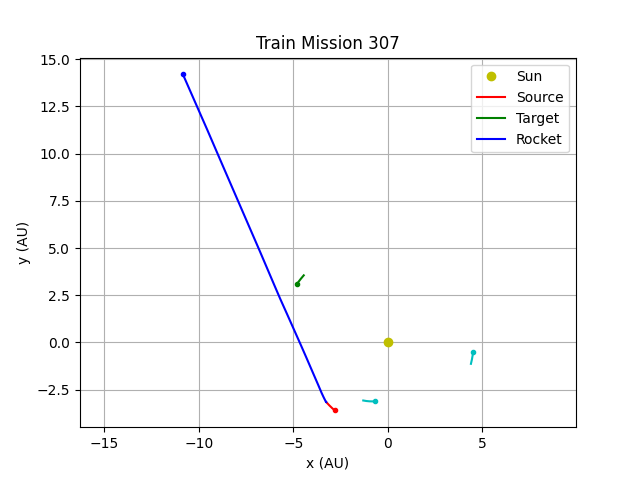 Train Mission 307
Sun
Source
Target
Rocket
15.0
12.5
10.0
7.5
5.0
2.5
0.0
−2.5
y (AU)
−15
−10
−5
0
5
x (AU)